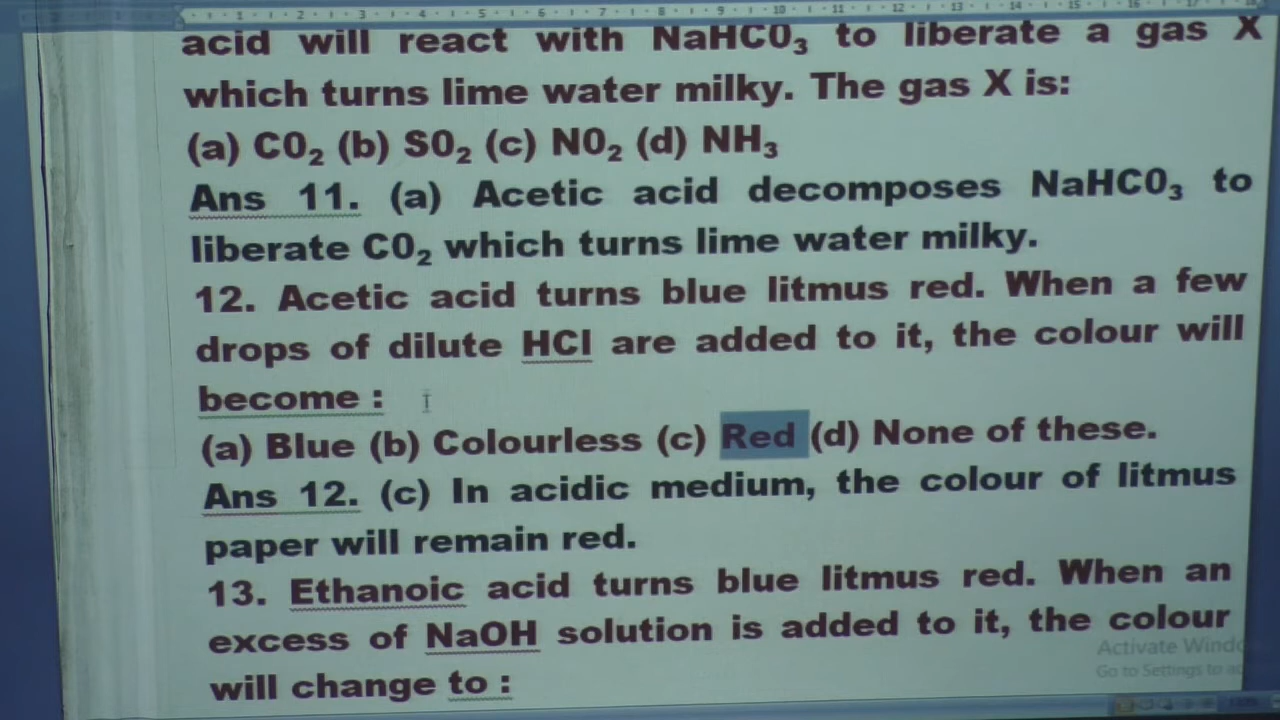 acid will react with NaHC0₃ to liberate a gas X
which turns lime water milky. The gas X is:
(a) C0₂ (b) S0₂ (c) N0₂ (d) NH₃
Ans 11. (a) Acetic acid decomposes NaHC0₃ to
liberate C0₂ which turns lime water milky.
12. Acetic acid turns blue litmus red. When a few
drops of dilute HCl are added to it, the colour will
become :
(a) Blue (b) Colourless (c) Red (d) None of these.
Ans 12. (c) In acidic medium, the colour of litmus
paper will remain red.
13. Ethanoic acid turns blue litmus red. When an
excess of NaOH solution is added to it, the colour
will change to :
Activate
Go to Settings to